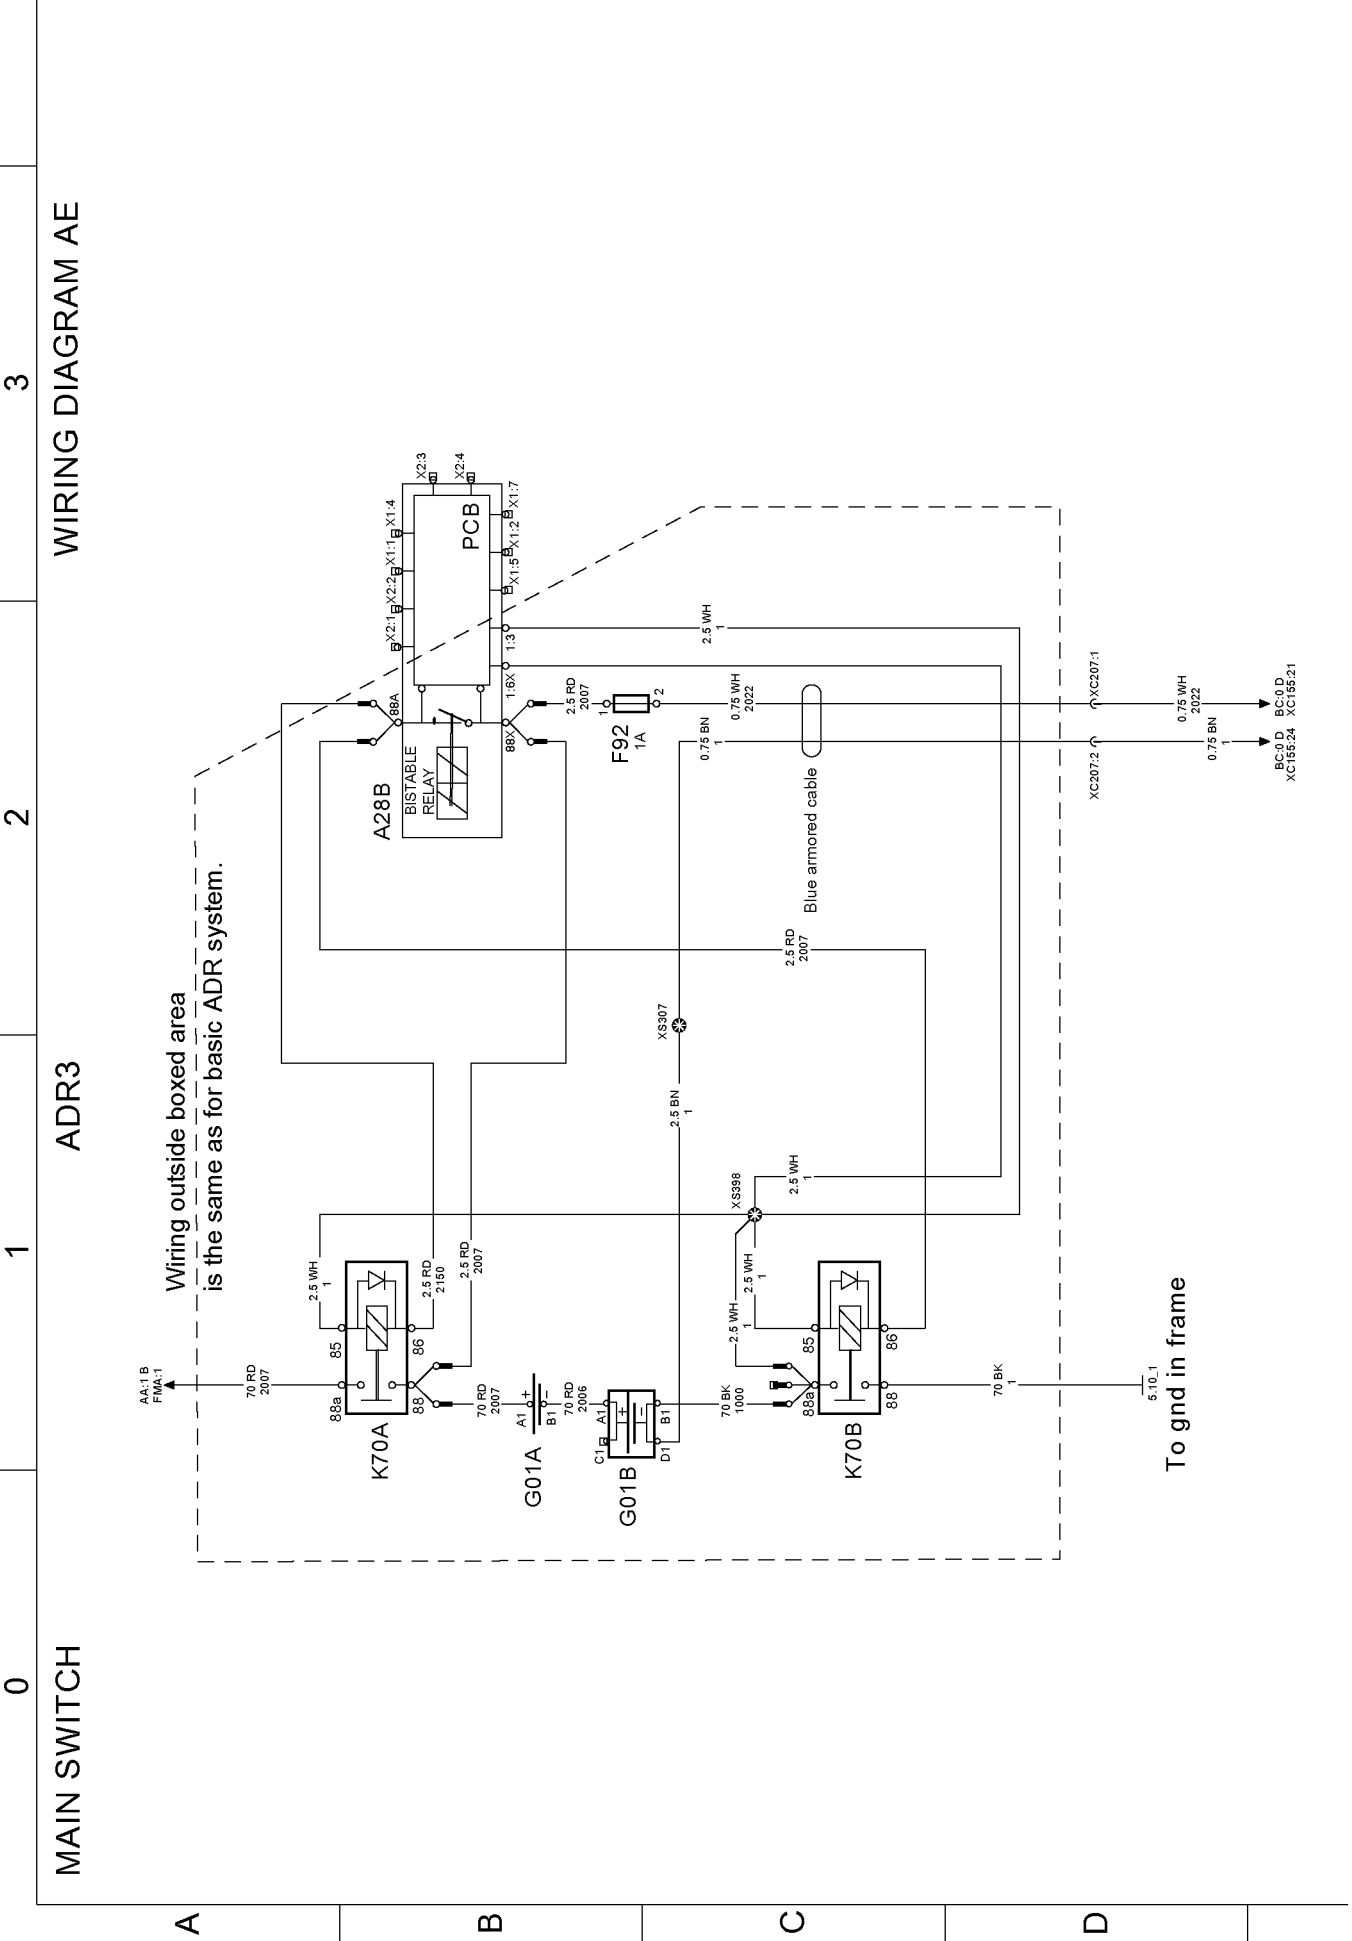 MAIN SWITCH
ADR3
WIRING DIAGRAM AE
0
1
2
3
A
B
C
D
Wiring outside boxed area
is the same as for basic ADR system.
AA:1 B
FMA:1
70 RD
2007
88a
85
K70A
88
86
2.5 WH
1
2.5 RD
2150
2.5 RD
2007
70 RD
2007
A1
+
B1
−
G01A
70 RD
2006
C1
A1
+
−
D1
B1
G01B
70 BK
1000
2.5 WH
1
2.5 WH
1
XS398
2.5 WH
1
88a
85
K70B
88
86
70 BK
1
5.10_1
To gnd in frame
XS307
2.5 BN
1
2.5 RD
2007
A28B
BISTABLE
RELAY
88A
88X
X2:1
X2:2
X1:1
X1:4
X2:3
X2:4
PCB
1:6X
1:3
X1:5
X1:2
X1:7
2.5 RD
2007
1
2
F92
1A
0.75 BN
1
0.75 WH
2022
2.5 WH
1
Blue armored cable
XC207:2
XC207:1
0.75 BN
1
0.75 WH
2022
BC:0 D
XC155:24
BC:0 D
XC155:21